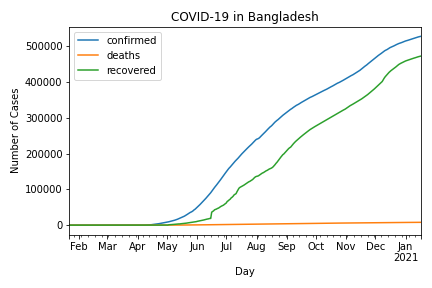 COVID-19 in Bangladesh
confirmed
deaths
recovered
Number of Cases
500000
400000
300000
200000
100000
0
Feb Mar Apr May Jun Jul Aug Sep Oct Nov Dec Jan
2021
Day